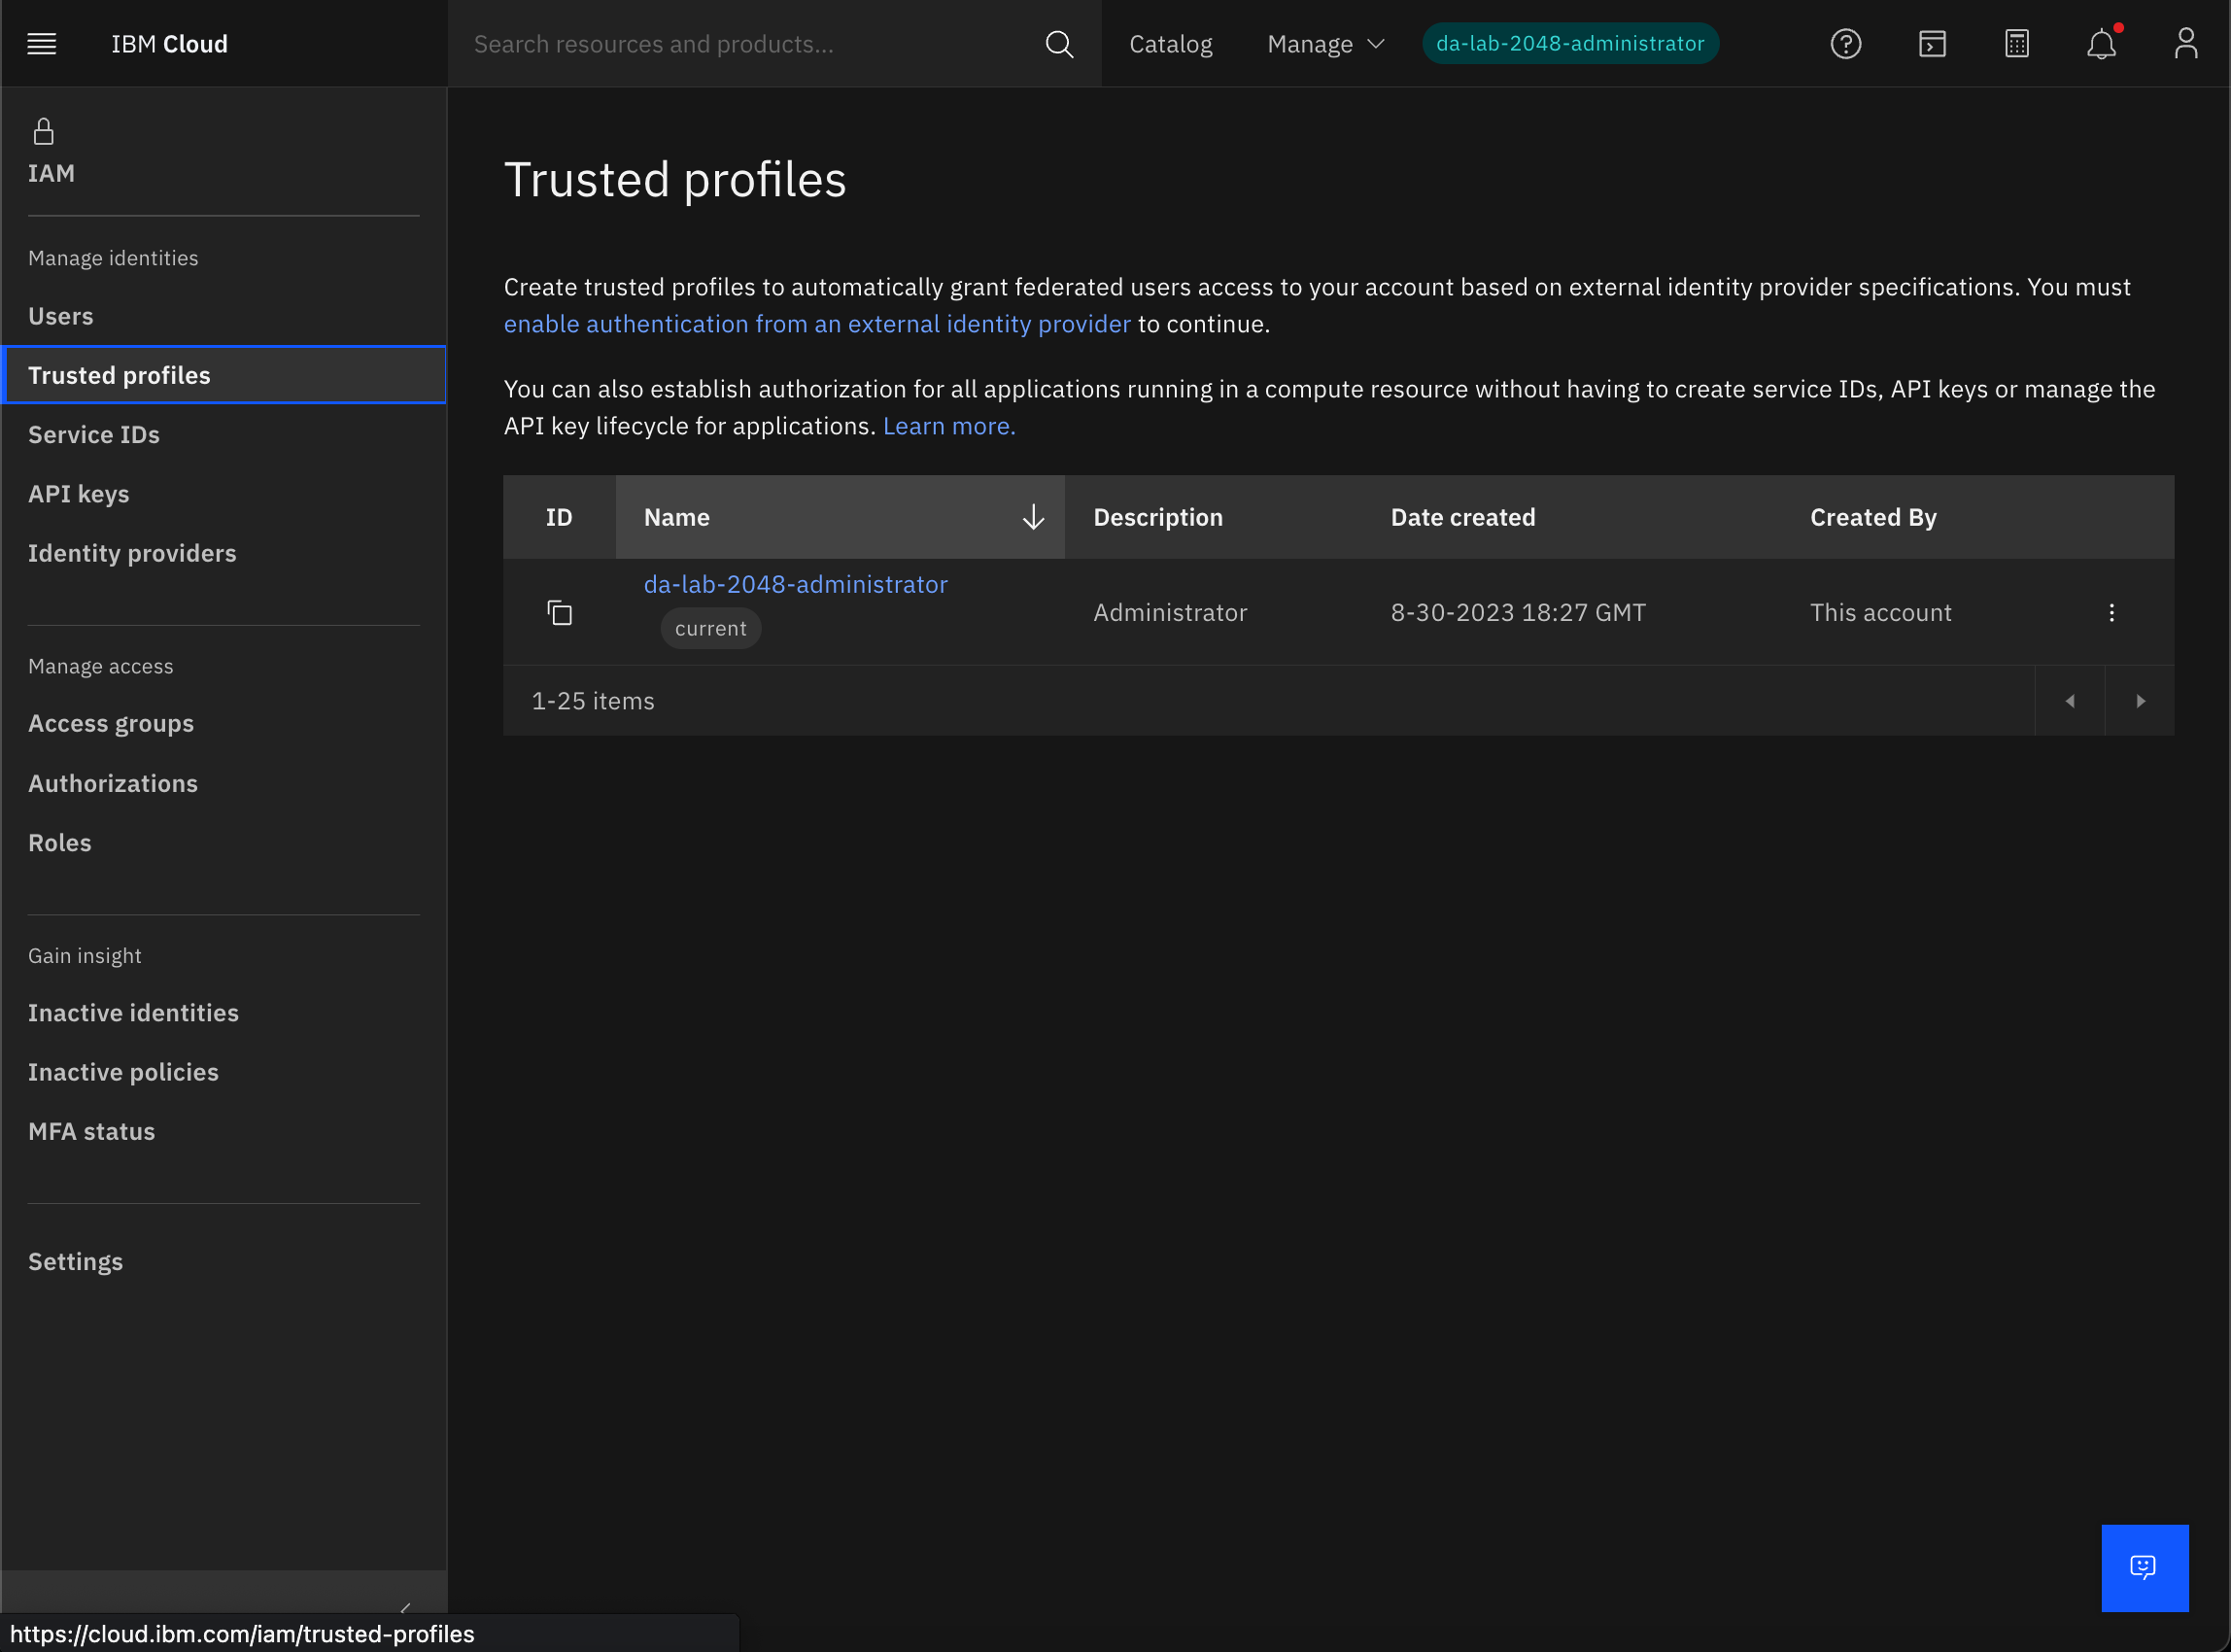 IBM Cloud
Search resources and products...
Catalog
Manage
da-lab-2048-administrator
IAM
Manage identities
Users
Trusted profiles
Service IDs
API keys
Identity providers
Manage access
Access groups
Authorizations
Roles
Gain insight
Inactive identities
Inactive policies
MFA status
Settings
Trusted profiles
Create trusted profiles to automatically grant federated users access to your account based on external identity provider specifications. You must
enable authentication from an external identity provider to continue.
You can also establish authorization for all applications running in a compute resource without having to create service IDs, API keys or manage the
API key lifecycle for applications. Learn more.
ID Name Description Date created Created By
da-lab-2048-administrator
current
Administrator 8-30-2023 18:27 GMT This account
1-25 items
https://cloud.ibm.com/iam/trusted-profiles